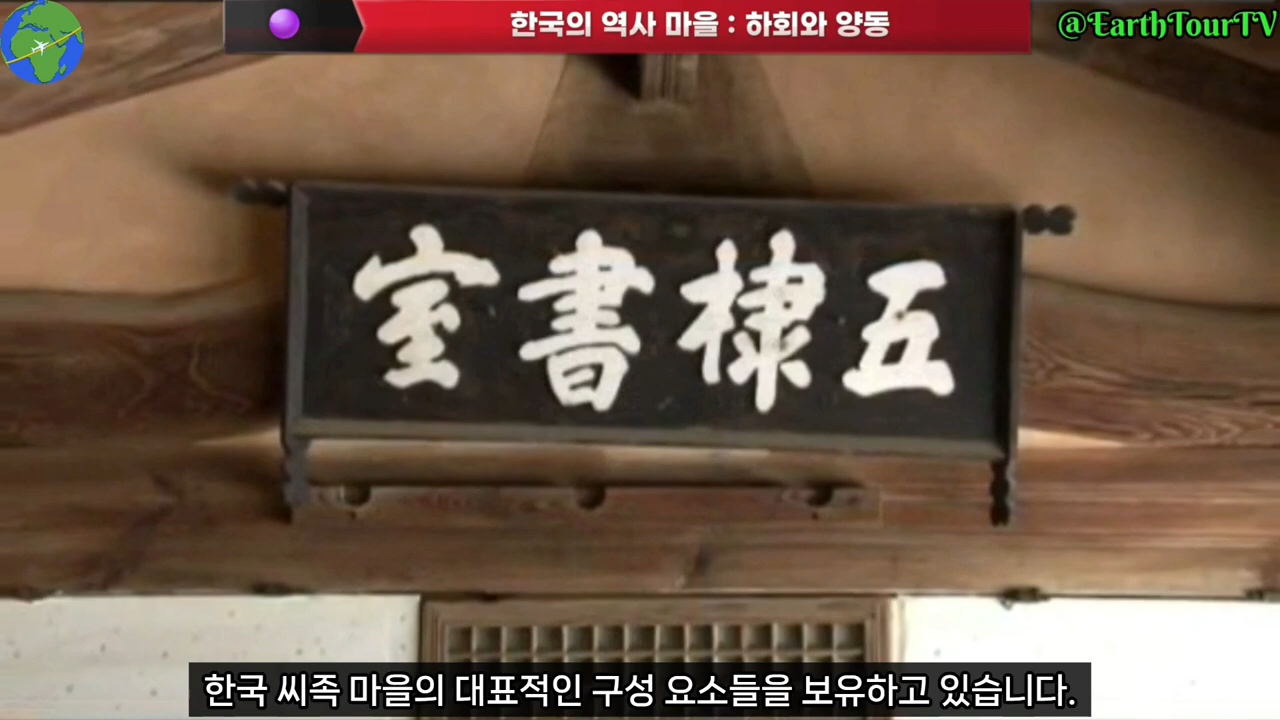 한국의 역사 마을 : 하회와 양동
@EarthTourTV
五棣書室
한국 씨족 마을의 대표적인 구성 요소들을 보유하고 있습니다.